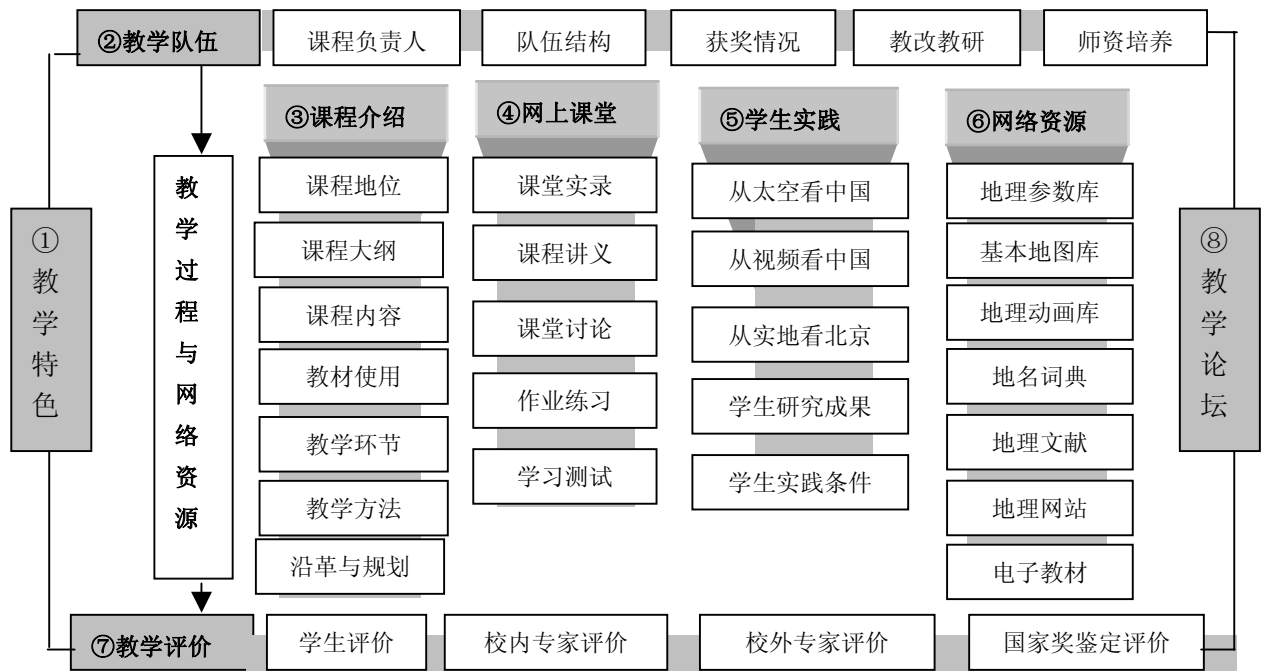 ②教学队伍 课程负责人 队伍结构 获奖情况 教改教研 师资培养
①教学特色
教学过程与网络资源
③课程介绍
课程地位
课程大纲
课程内容
教材使用
教学环节
教学方法
沿革与规划
④网上课堂
课堂实录
课程讲义
课堂讨论
作业练习
学习测试
⑤学生实践
从太空看中国
从视频看中国
从实地看北京
学生研究成果
学生实践条件
⑥网络资源
地理参数库
基本地图库
地理动画库
地名词典
地理文献
地理网站
电子教材
⑧教学论坛
⑦教学评价 学生评价 校内专家评价 校外专家评价 国家奖鉴定评价